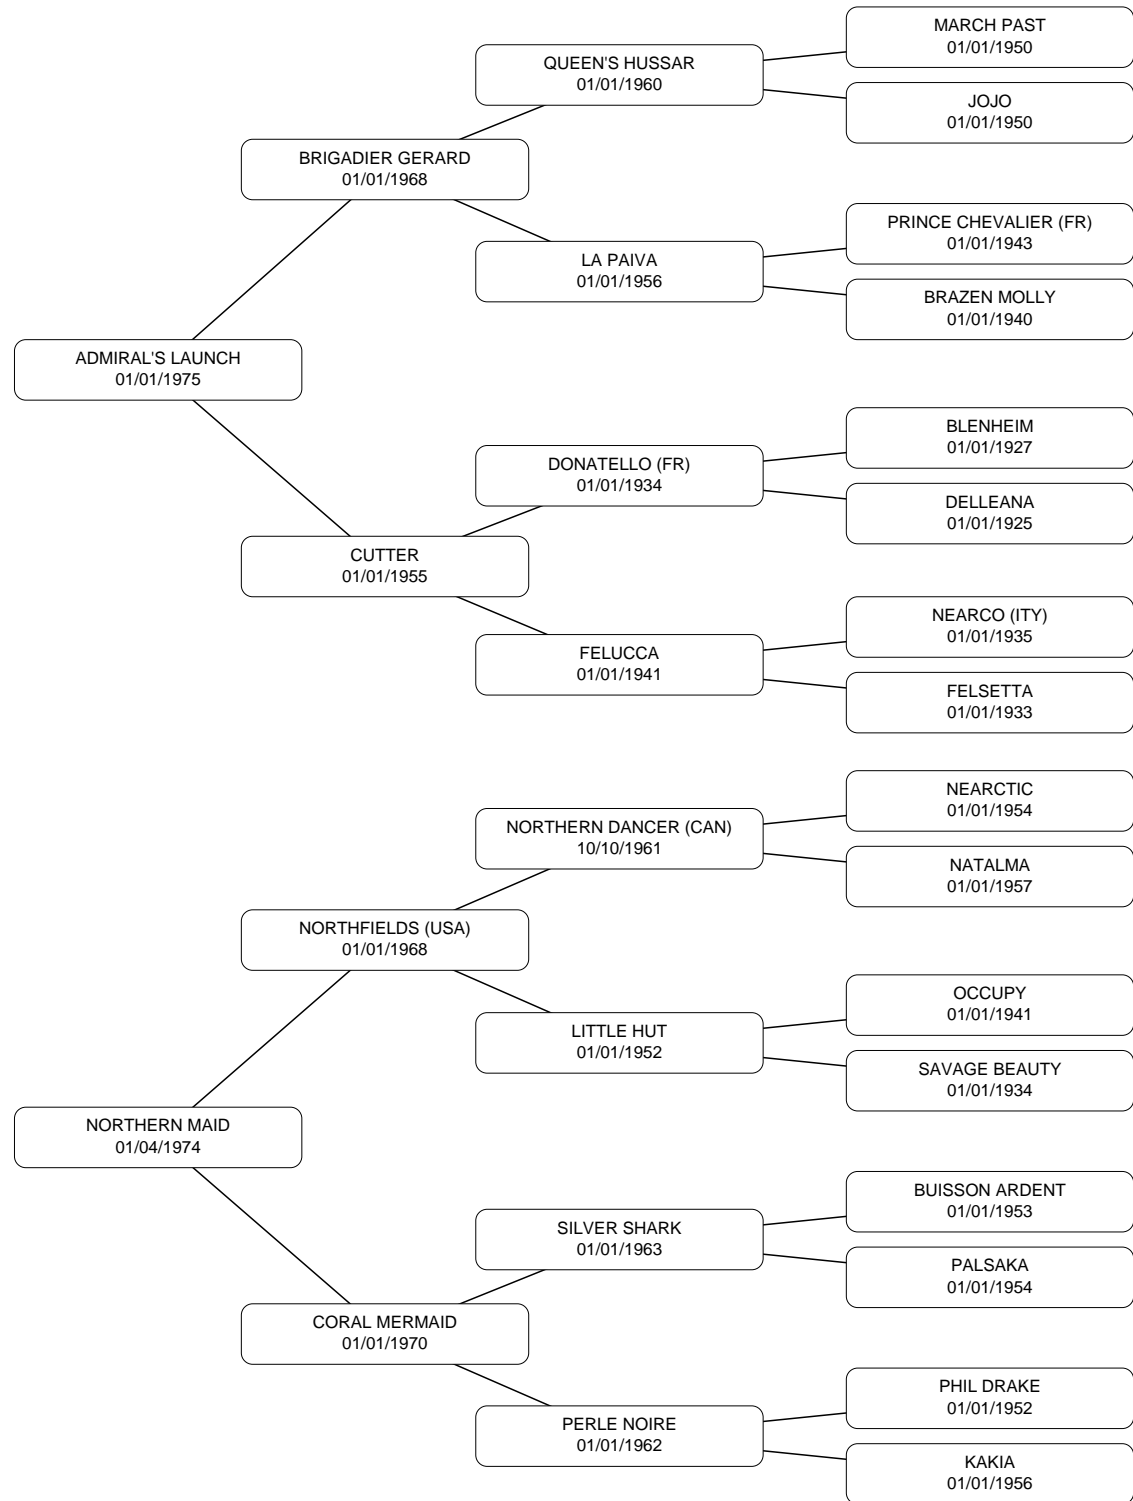 MARCH PAST
01/01/1950
QUEEN'S HUSSAR
01/01/1960
JOJO
01/01/1950
BRIGADIER GERARD
01/01/1968
PRINCE CHEVALIER (FR)
01/01/1943
LA PAIVA
01/01/1956
BRAZEN MOLLY
01/01/1940
ADMIRAL'S LAUNCH
01/01/1975
BLENHEIM
01/01/1927
DONATELLO (FR)
01/01/1934
DELLEANA
01/01/1925
CUTTER
01/01/1955
NEARCO (ITY)
01/01/1935
FELUCCA
01/01/1941
FELSETTA
01/01/1933
NEARCTIC
01/01/1954
NORTHERN DANCER (CAN)
10/10/1961
NATALMA
01/01/1957
NORTHFIELDS (USA)
01/01/1968
OCCUPY
01/01/1941
LITTLE HUT
01/01/1952
SAVAGE BEAUTY
01/01/1934
NORTHERN MAID
01/04/1974
BUISSON ARDENT
01/01/1953
SILVER SHARK
01/01/1963
PALSAKA
01/01/1954
CORAL MERMAID
01/01/1970
PHIL DRAKE
01/01/1952
PERLE NOIRE
01/01/1962
KAKIA
01/01/1956